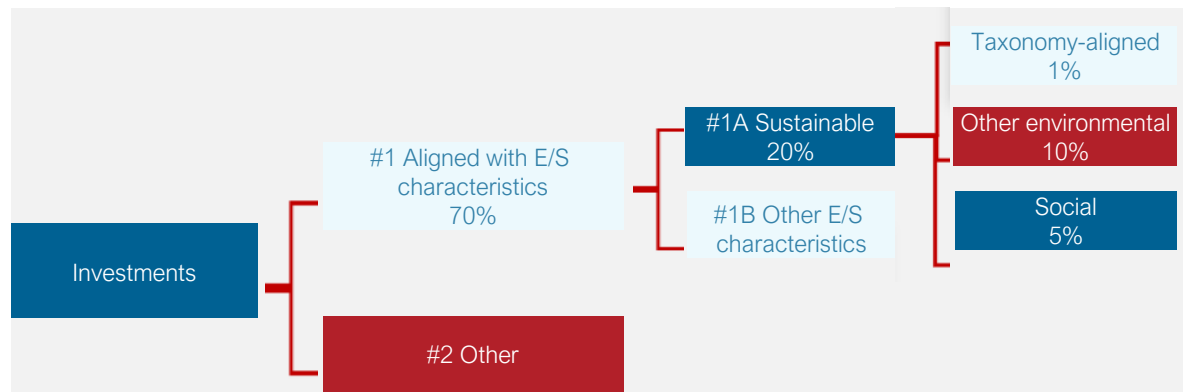 Investments
#1 Aligned with E/S
characteristics
70%
#2 Other
#1A Sustainable
20%
#1B Other E/S
characteristics
Taxonomy-aligned
1%
Other environmental
10%
Social
5%